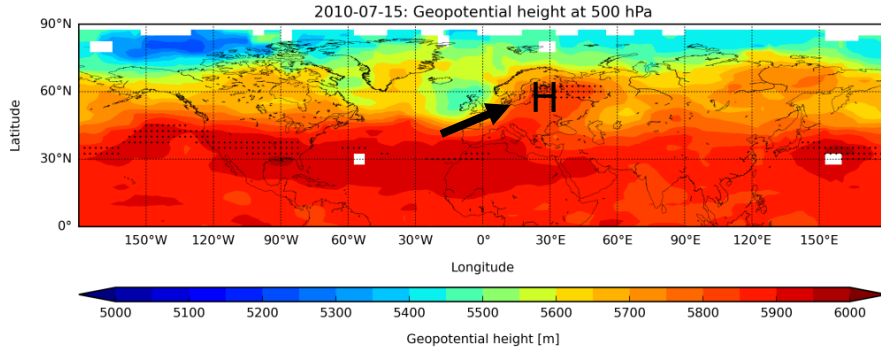 2010-07-15: Geopotential height at 500 hPa
90°N
60°N
30°N
0°
Latitude
H
150°W 120°W 90°W 60°W 30°W 0° 30°E 60°E 90°E 120°E 150°E
Longitude
5000 5100 5200 5300 5400 5500 5600 5700 5800 5900 6000
Geopotential height [m]